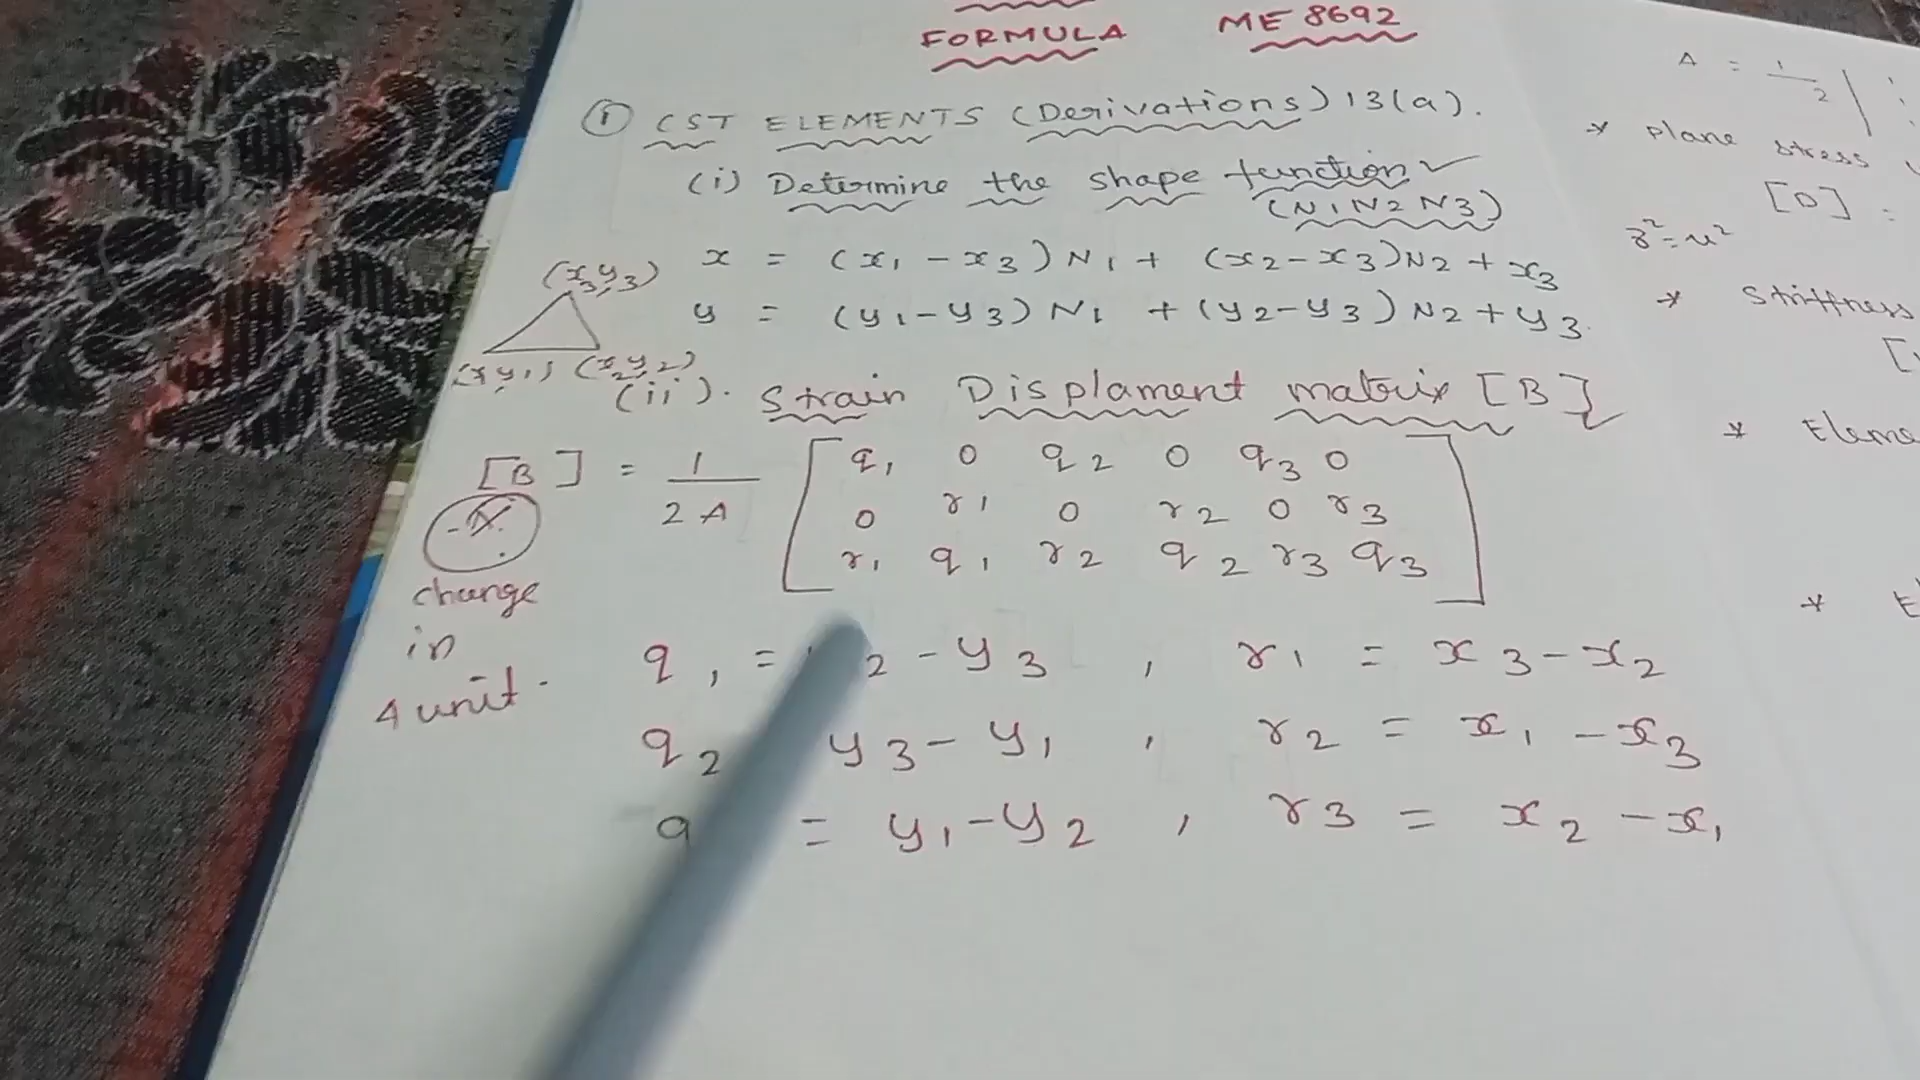 FORMULA ME 8692
① CST ELEMENTS (Derivations) 13(a).
(i) Determine the shape function
(N1 N2 N3)
x = (x1 - x3) N1 + (x2 - x3) N2 + x3
(x3, y3)
y = (y1 - y3) N1 + (y2 - y3) N2 + y3
(x, y1) (x2, y2)
(ii). Strain Displament matrix [B]
[B] = 1/2A [q1 0 q2 0 q3 0
0 r1 0 r2 0 r3
r1 q1 r2 q2 r3 q3]
change
in
4 unit.
q1 = 2 - y3 , r1 = x3 - x2
q2 y3 - y1 , r2 = x1 - x3
q = y1 - y2 , r3 = x2 - x1
A = 1/2
* Plane stress
[D] =
* Stiffness
[
* Eleme
* E